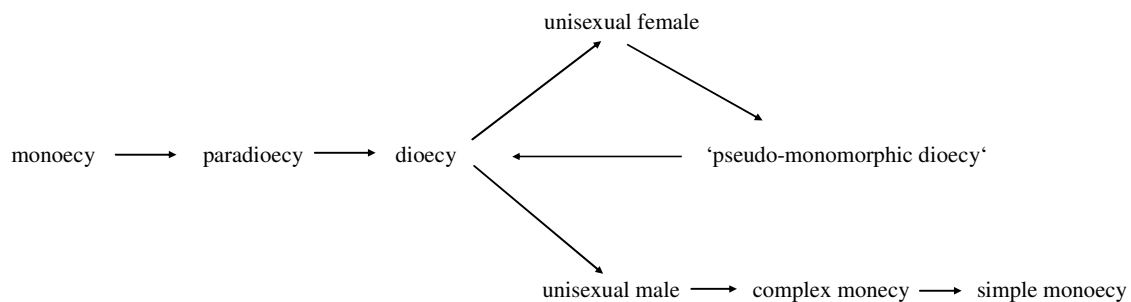 unisexual female
monoecy paradioecy dioecy ‘pseudo-monomorphic dioecy‘
unisexual male complex monecy simple monoecy